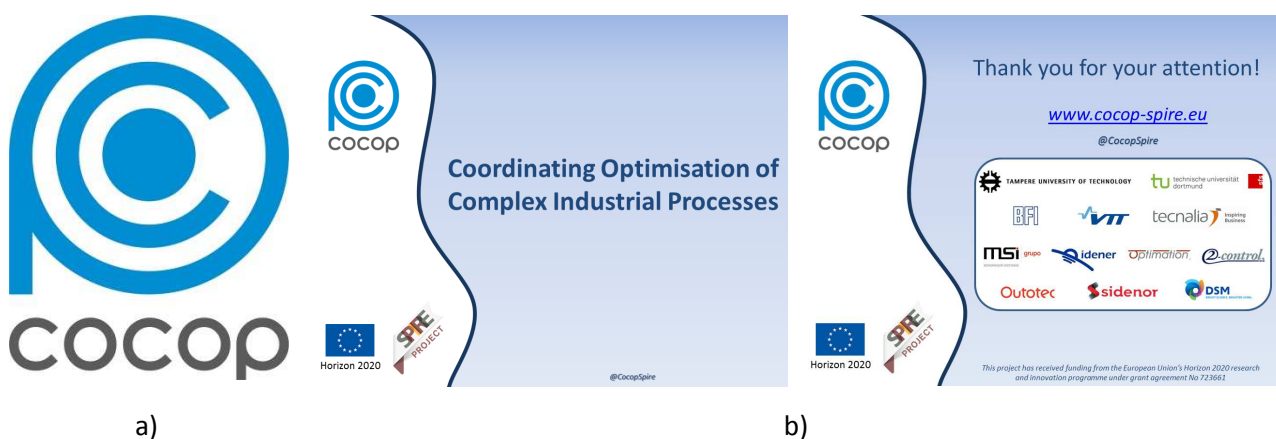 cocop
cocop
Coordinating Optimisation of
Complex Industrial Processes
Horizon 2020
SPIRE
PROJECT
@CocopSpire
cocop
Thank you for your attention!
www.cocop-spire.eu
@CocopSpire
TAMPERE UNIVERSITY OF TECHNOLOGY
tu technische universität
dortmund
BFI
VTT
tecnalia Inspiring
Business
MSi grupo
idener
Optimation
2-control
Outotec
sidenor
DSM
Horizon 2020
SPIRE
PROJECT
This project has received funding from the European Union's Horizon 2020 research
and innovation programme under grant agreement No 723661
a)
b)